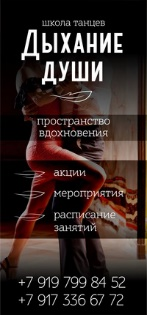 школа танцев
Дыхание
души
пространство
вдохновения
акции
мероприятия
расписание
занятий
+7 919 799 84 52
+7 917 336 67 72